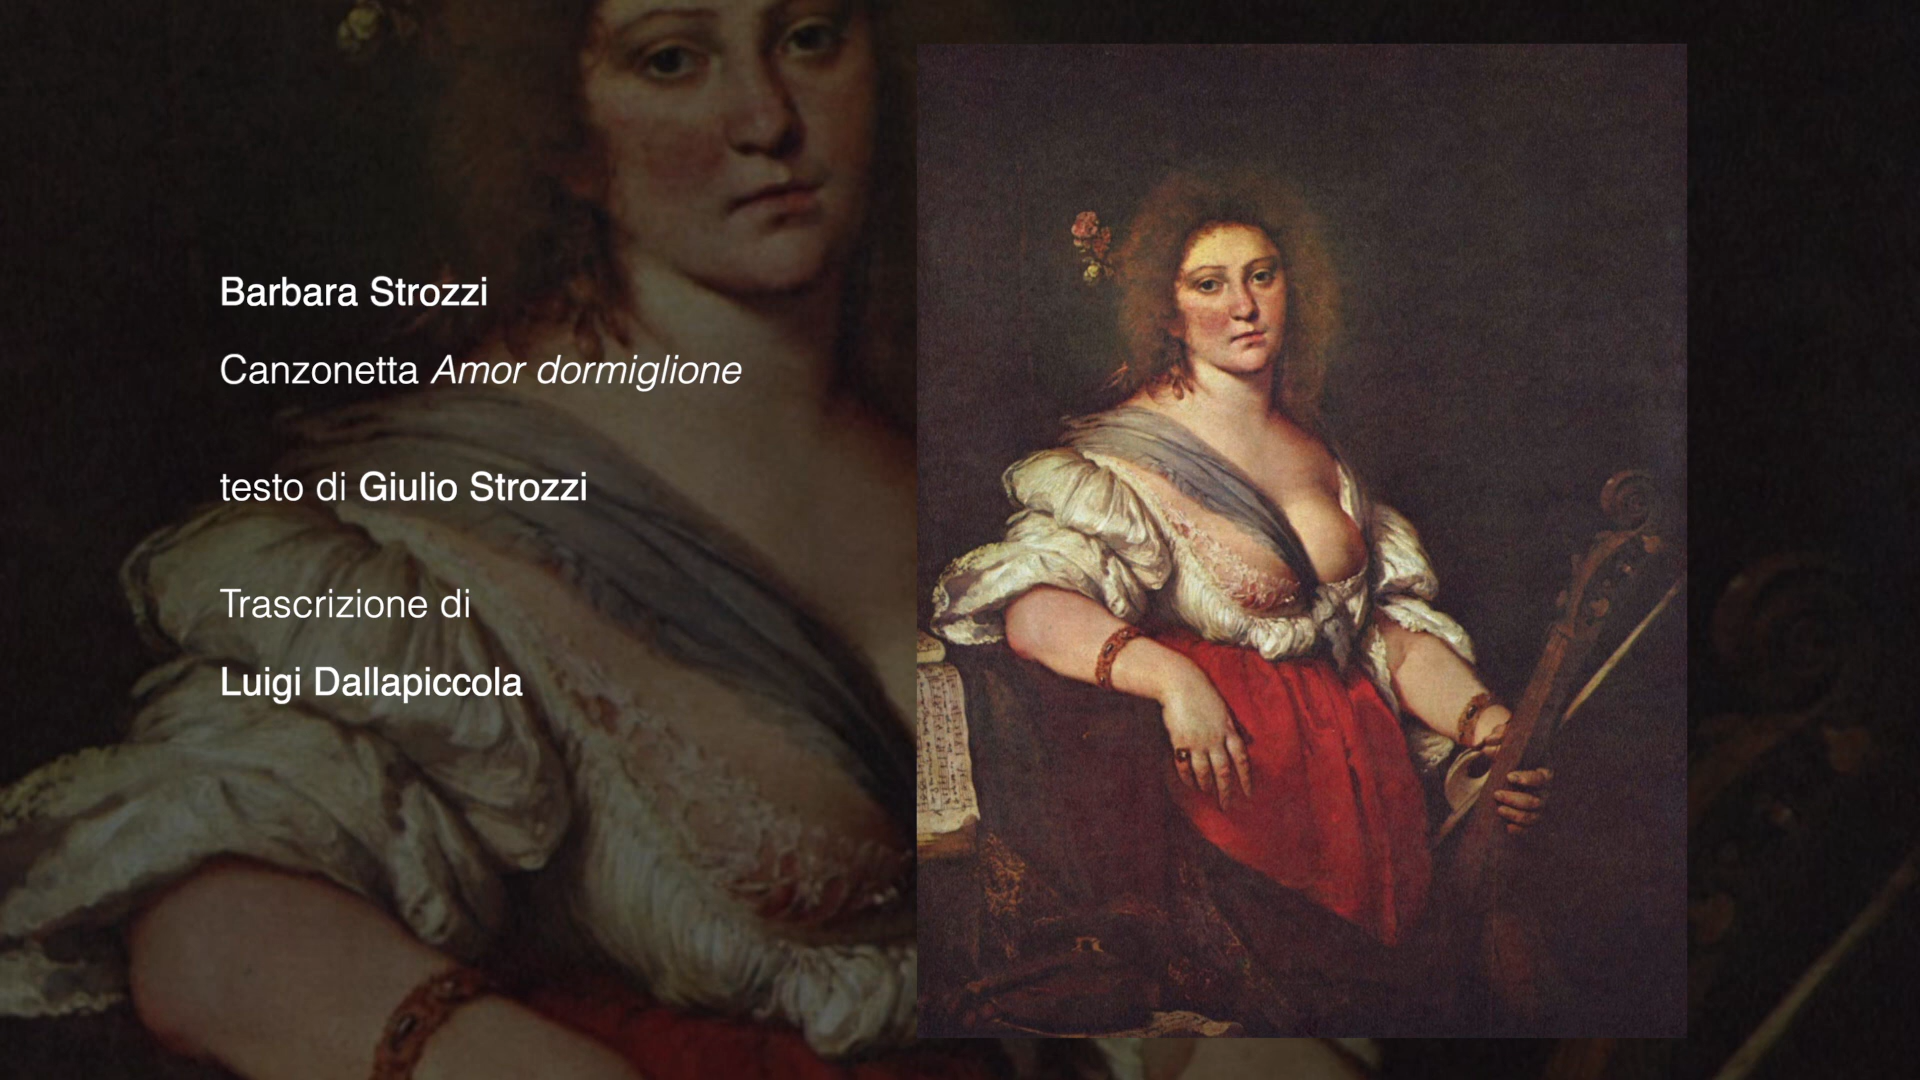 Barbara Strozzi
Canzonetta Amor dormiglione
testo di Giulio Strozzi
Trascrizione di
Luigi Dallapiccola